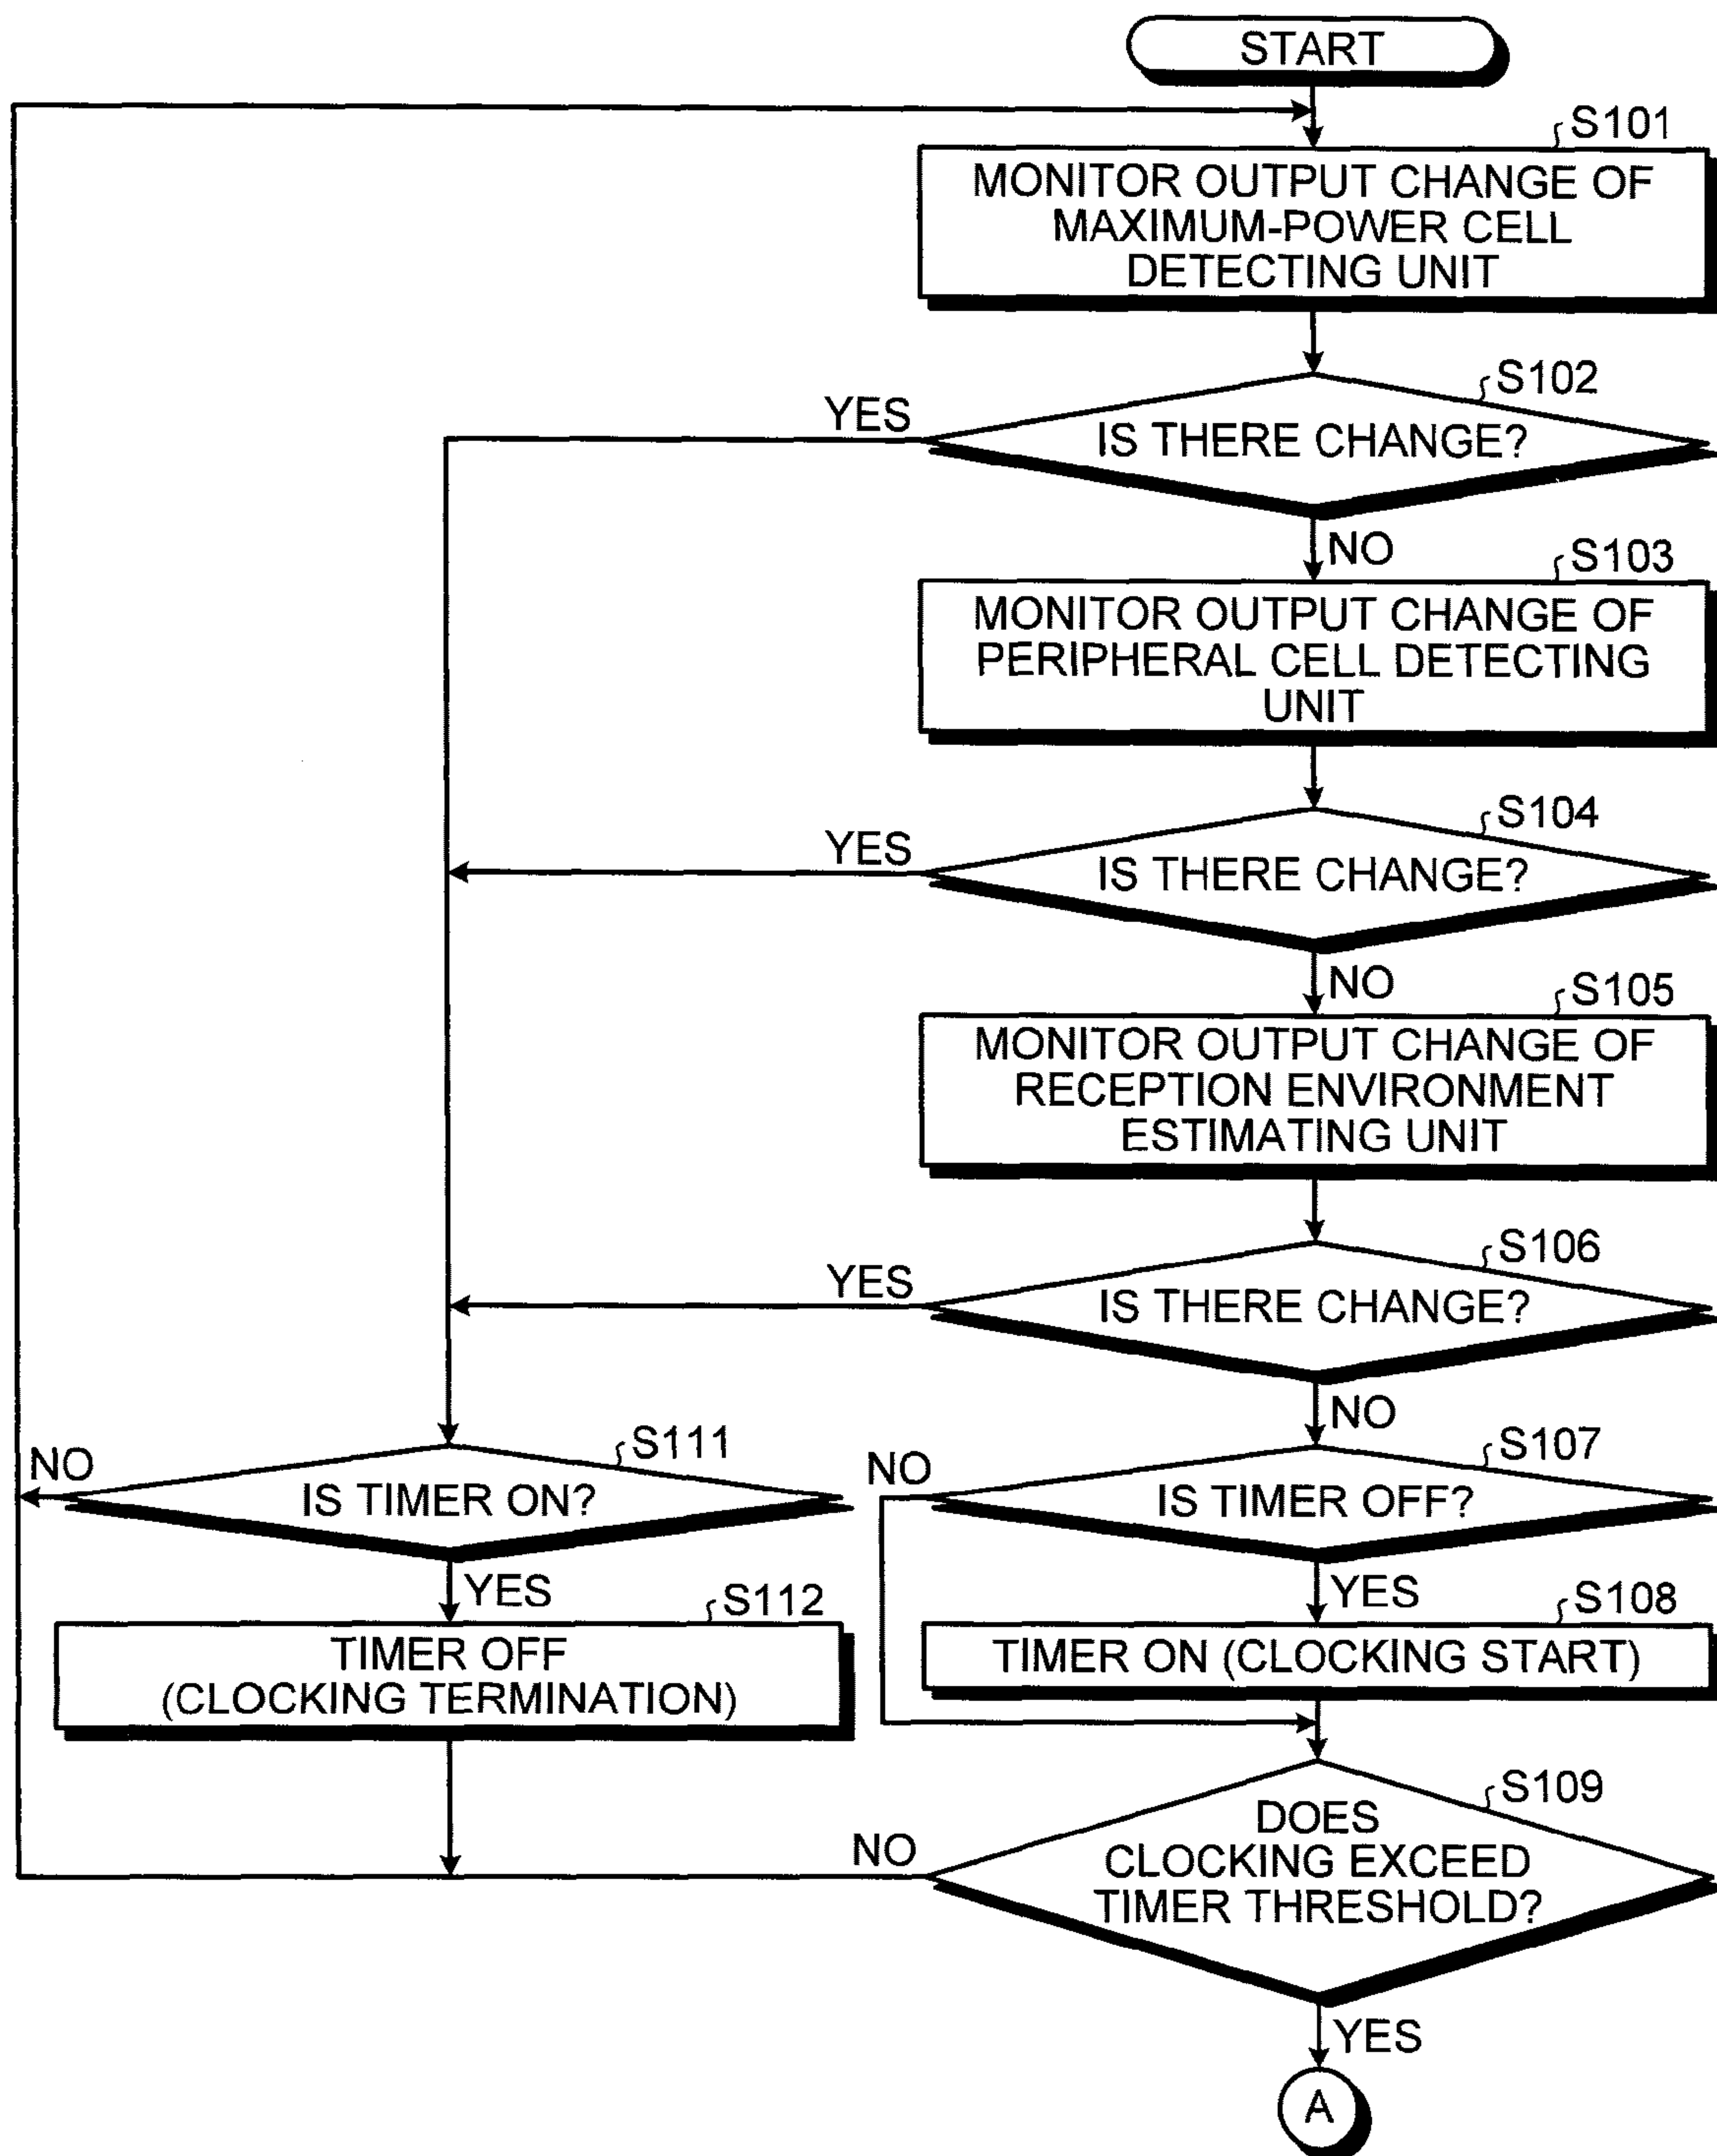 START
S101
MONITOR OUTPUT CHANGE OF
MAXIMUM-POWER CELL
DETECTING UNIT
S102
YES
IS THERE CHANGE?
NO
S103
MONITOR OUTPUT CHANGE OF
PERIPHERAL CELL DETECTING
UNIT
S104
YES
IS THERE CHANGE?
NO
S105
MONITOR OUTPUT CHANGE OF
RECEPTION ENVIRONMENT
ESTIMATING UNIT
S106
YES
IS THERE CHANGE?
NO
S111
NO
IS TIMER ON?
YES
S112
TIMER OFF
(CLOCKING TERMINATION)
S107
NO
IS TIMER OFF?
YES
S108
TIMER ON (CLOCKING START)
S109
DOES
CLOCKING EXCEED
TIMER THRESHOLD?
NO
YES
A